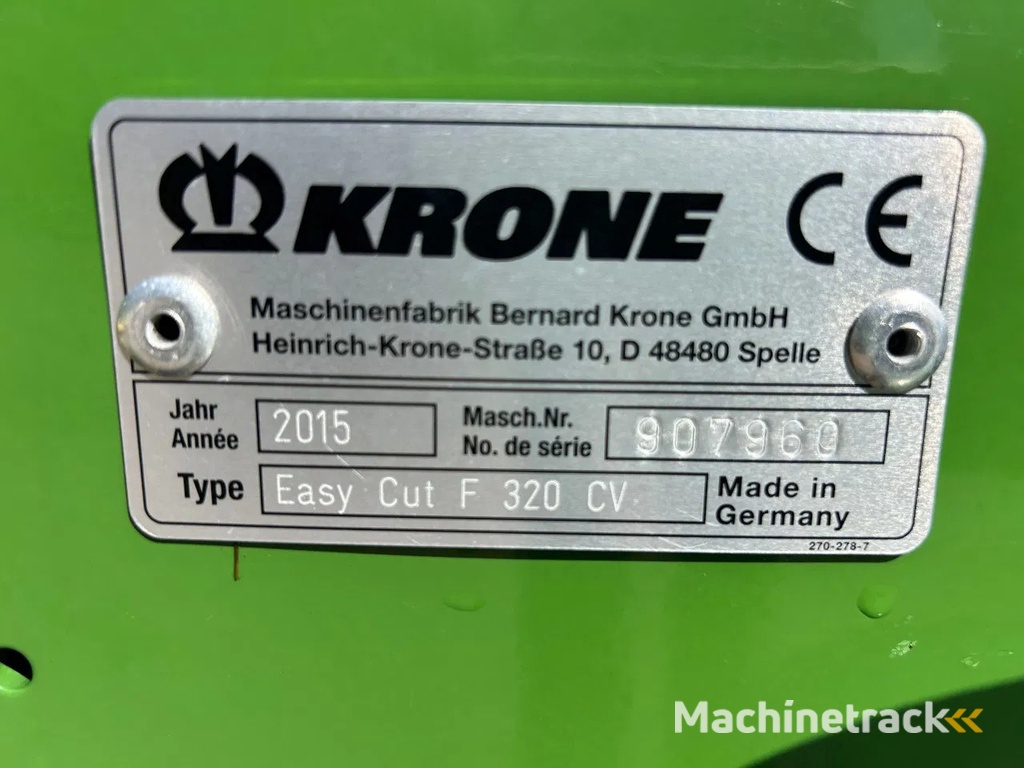 KRONE CE
Maschinenfabrik Bernard Krone GmbH
Heinrich-Krone-Straße 10, D 48480 Spelle
Jahr
Année 2015 Masch.Nr.
No. de série 907960
Type Easy Cut F 320 CV Made in
Germany
270-278-7
Machinetrack